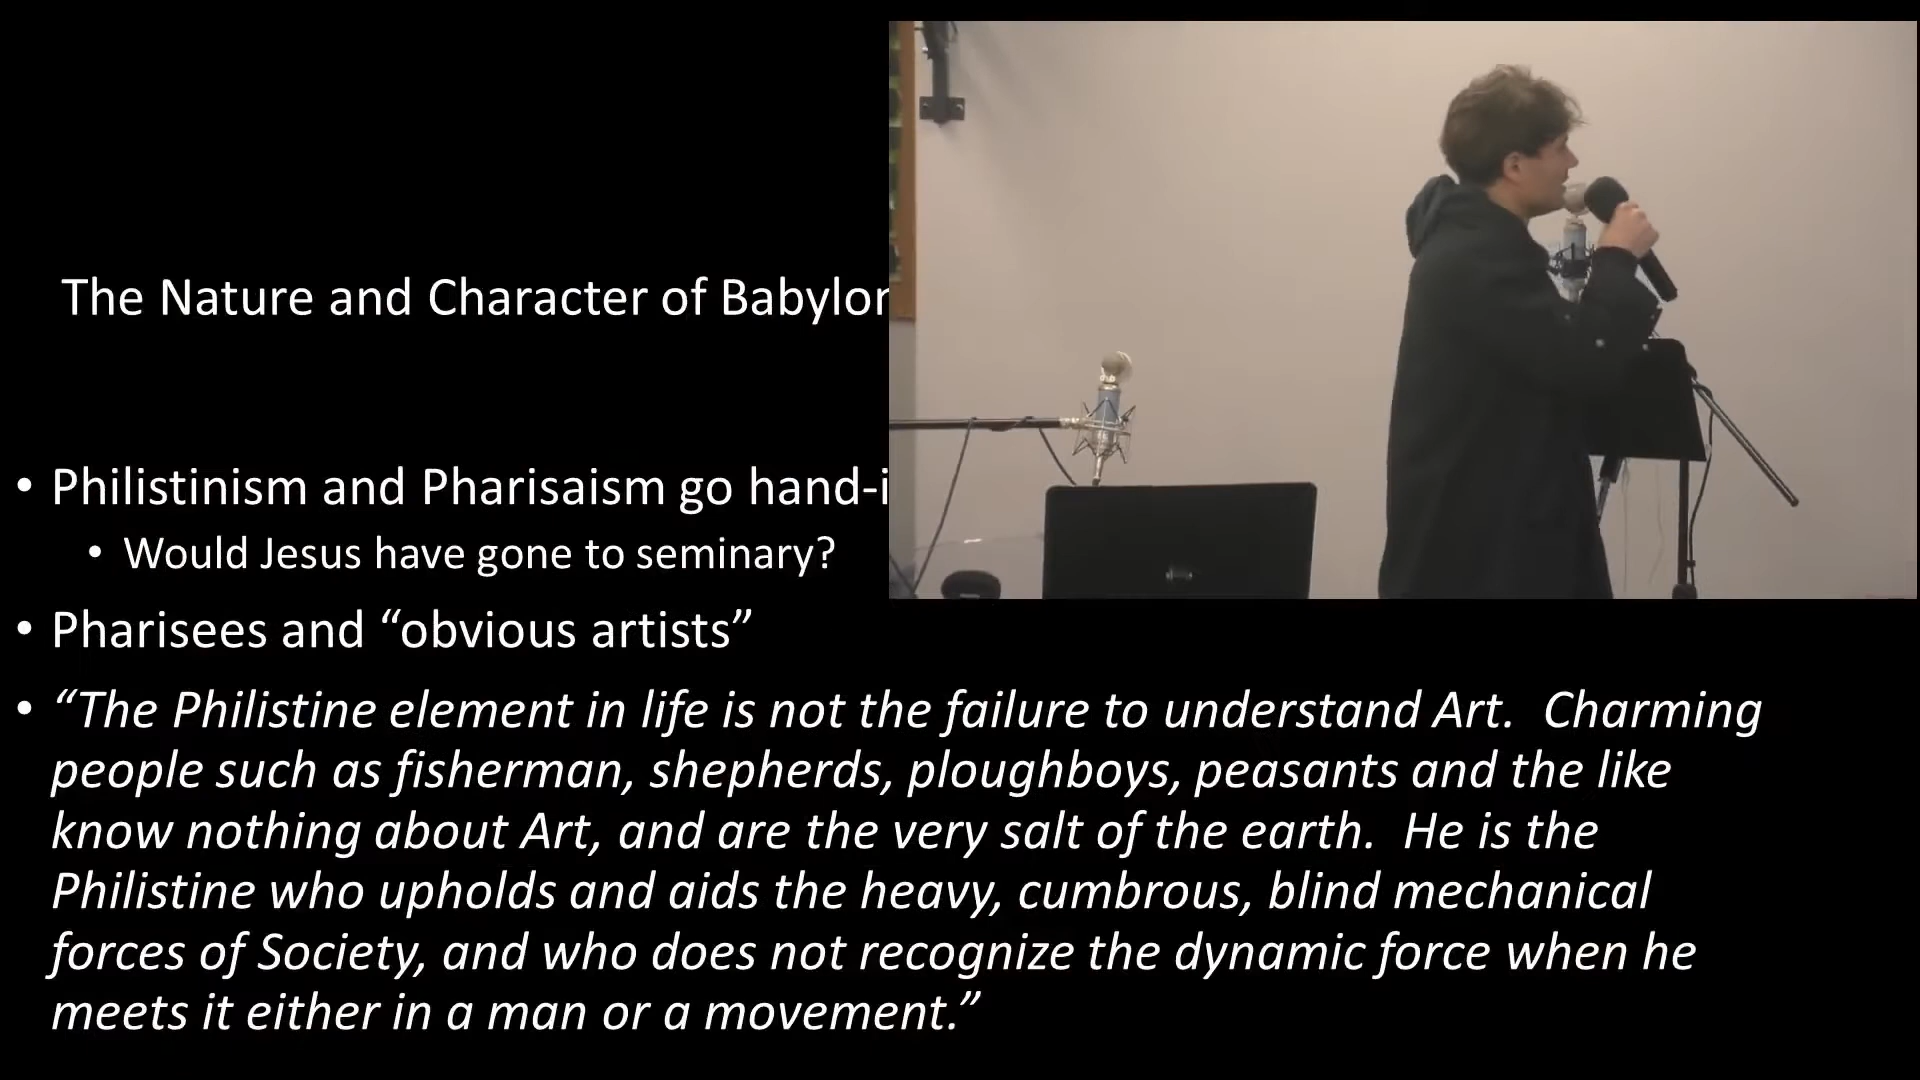 The Nature and Character of Babylon
• Philistinism and Pharisaism go hand-i
• Would Jesus have gone to seminary?
• Pharisees and “obvious artists”
• “The Philistine element in life is not the failure to understand Art.  Charming
people such as fisherman, shepherds, ploughboys, peasants and the like
know nothing about Art, and are the very salt of the earth.  He is the
Philistine who upholds and aids the heavy, cumbrous, blind mechanical
forces of Society, and who does not recognize the dynamic force when he
meets it either in a man or a movement.”